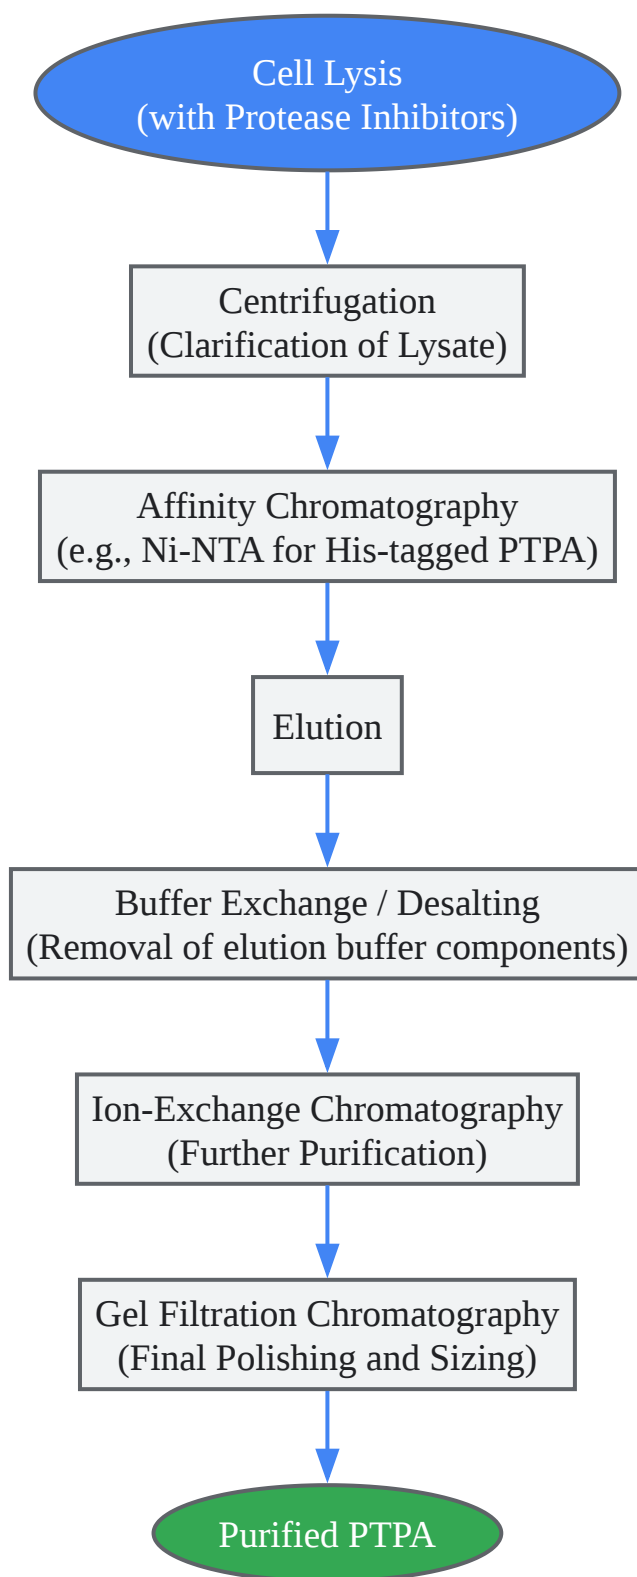 Cell Lysis
(with Protease Inhibitors)
Centrifugation
(Clarification of Lysate)
Affinity Chromatography
(e.g., Ni-NTA for His-tagged PTPA)
Elution
Buffer Exchange / Desalting
(Removal of elution buffer components)
Ion-Exchange Chromatography
(Further Purification)
Gel Filtration Chromatography
(Final Polishing and Sizing)
Purified PTPA